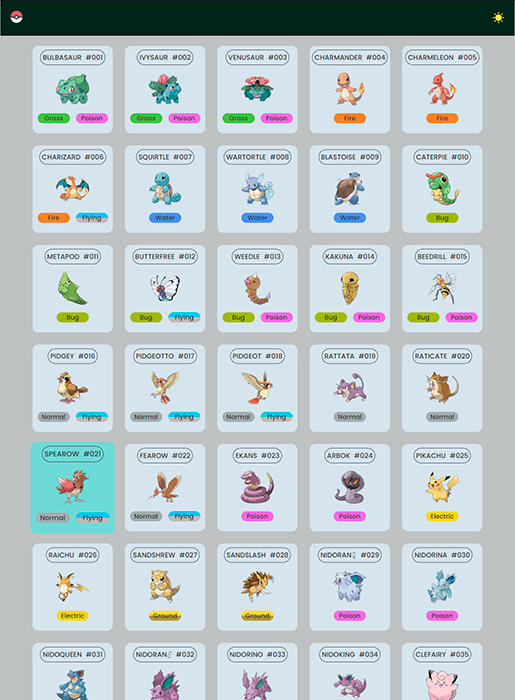 BULBASAUR #001 IVYSAUR #002 VENUSAUR #003 CHARMANDER #004 CHARMELEON #005
Grass Poison Grass Poison Grass Poison Fire Fire
CHARIZARD #006 SQUIRTLE #007 WARTORTLE #008 BLASTOISE #009 CATERPIE #010
Fire Flying Water Water Water Bug
METAPOD #011 BUTTERFREE #012 WEEDLE #013 KAKUNA #014 BEEDRILL #015
Bug Bug Flying Bug Poison Bug Poison Bug Poison
PIDGEY #016 PIDGEOTTO #017 PIDGEOT #018 RATTATA #019 RATICATE #020
Normal Flying Normal Flying Normal Flying Normal Normal
SPEAROW #021 FEAROW #022 EKANS #023 ARBOK #024 PIKACHU #025
Normal Flying Normal Flying Poison Poison Electric
RAICHU #026 SANDSHREW #027 SANDSLASH #028 NIDORAN♀ #029 NIDORINA #030
Electric Ground Ground Poison Poison
NIDOQUEEN #031 NIDORAN♂ #032 NIDORINO #033 NIDOKING #034 CLEFAIRY #035